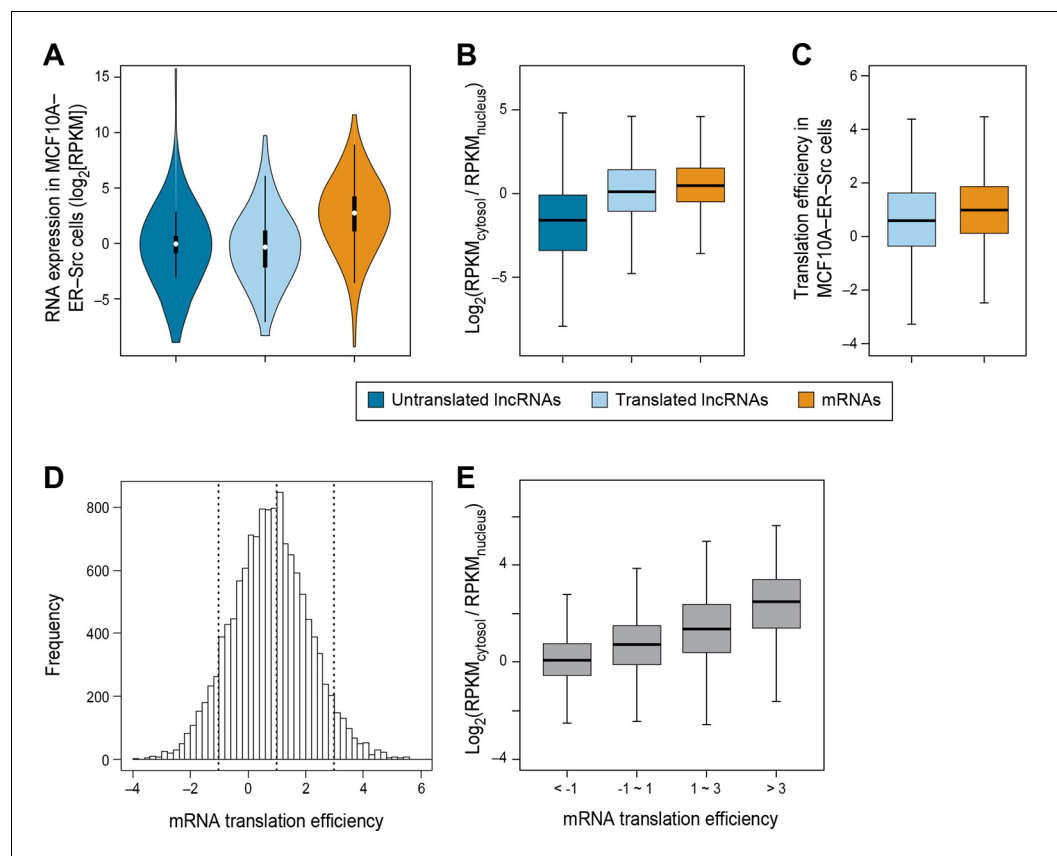 A
RNA expression in MCF10A–
ER–Src cells (log2[RPKM])
15
10
5
0
–5
B
Log2(RPKMcytosol / RPKMnucleus)
5
0
–5
C
Translation efficiency in
MCF10A–ER–Src cells
6
4
2
0
–2
–4
Untranslated lncRNAs
Translated lncRNAs
mRNAs
D
Frequency
800
600
400
200
0
–4
–2
0
2
4
6
mRNA translation efficiency
E
Log2(RPKMcytosol / RPKMnucleus)
4
0
–4
< -1
-1 ~ 1
1 ~ 3
> 3
mRNA translation efficiency